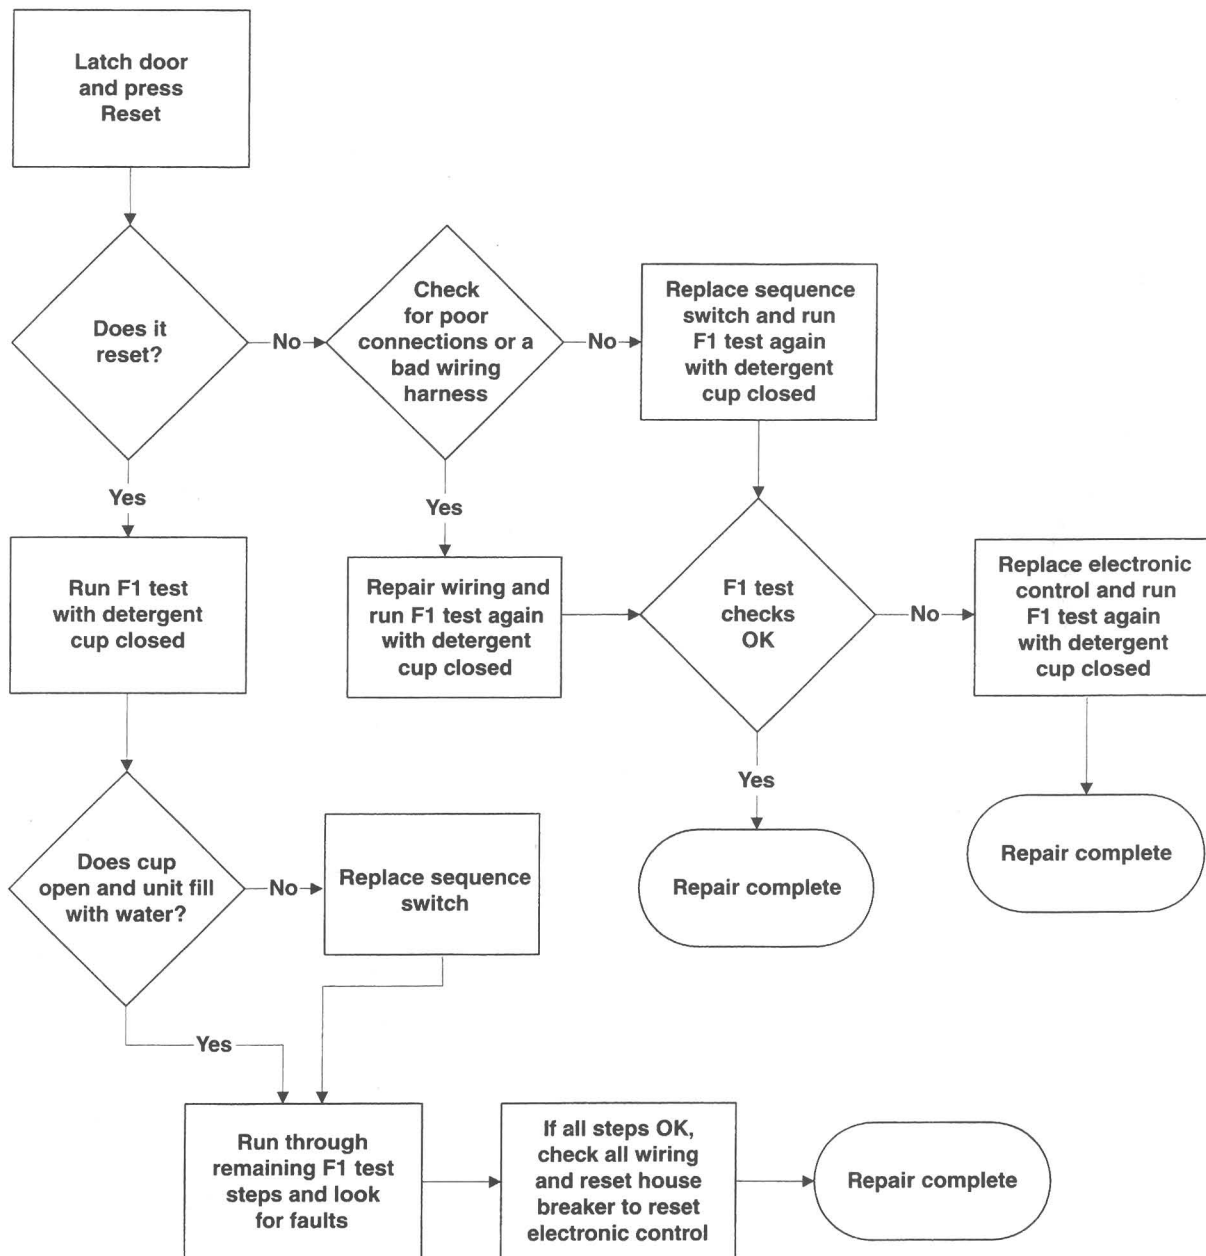 Latch door
and press
Reset
Does it
reset?
No
Check
for poor
connections or a
bad wiring
harness
No
Replace sequence
switch and run
F1 test again
with detergent
cup closed
Yes
Yes
Run F1 test
with detergent
cup closed
Repair wiring and
run F1 test again
with detergent
cup closed
F1 test
checks
OK
No
Replace electronic
control and run
F1 test again
with detergent
cup closed
Yes
Repair complete
Repair complete
Does cup
open and unit fill
with water?
No
Replace sequence
switch
Yes
Run through
remaining F1 test
steps and look
for faults
If all steps OK,
check all wiring
and reset house
breaker to reset
electronic control
Repair complete